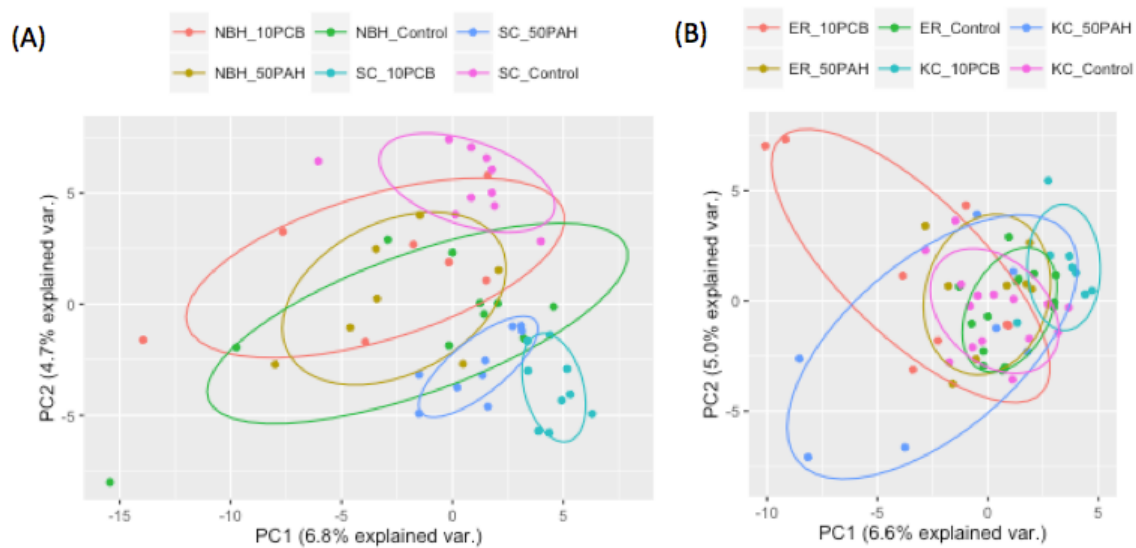 (A)
NBH_10PCB NBH_Control SC_50PAH
NBH_50PAH SC_10PCB SC_Control
PC2 (4.7% explained var.)
5
0
-5
-15 -10 -5 0 5
PC1 (6.8% explained var.)
(B)
ER_10PCB ER_Control KC_50PAH
ER_50PAH KC_10PCB KC_Control
PC2 (5.0% explained var.)
5
0
-5
-10 -5 0 5
PC1 (6.6% explained var.)